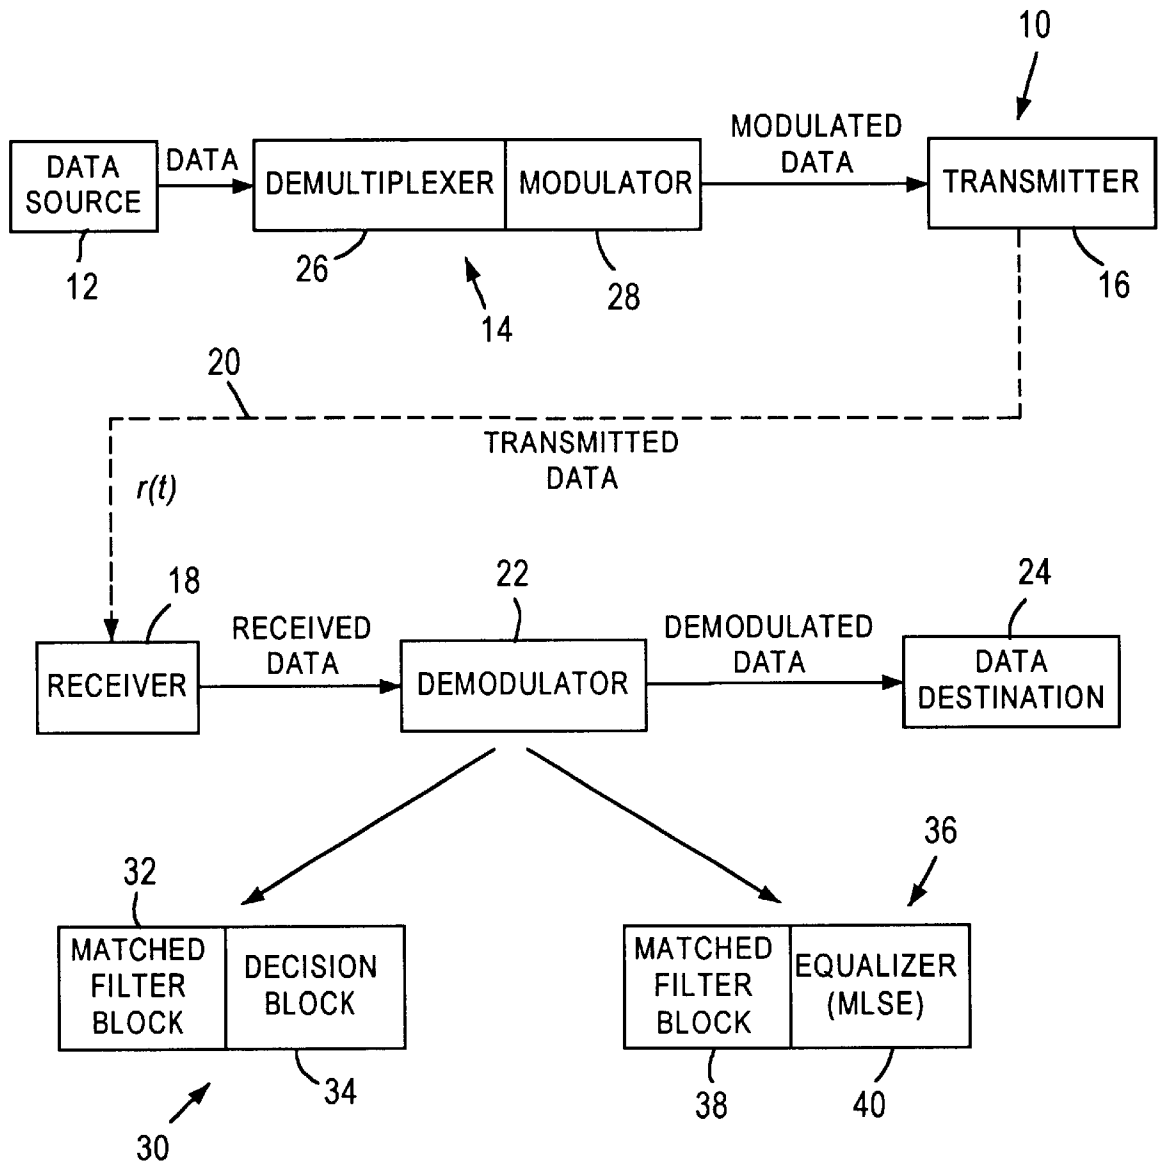 10
DATA
SOURCE
DATA
DEMULTIPLEXER
MODULATOR
MODULATED
DATA
TRANSMITTER
12
26
14
28
16
20
TRANSMITTED
DATA
r(t)
18
RECEIVER
RECEIVED
DATA
22
DEMODULATOR
DEMODULATED
DATA
24
DATA
DESTINATION
32
MATCHED
FILTER
BLOCK
DECISION
BLOCK
30
34
36
MATCHED
FILTER
BLOCK
EQUALIZER
(MLSE)
38
40